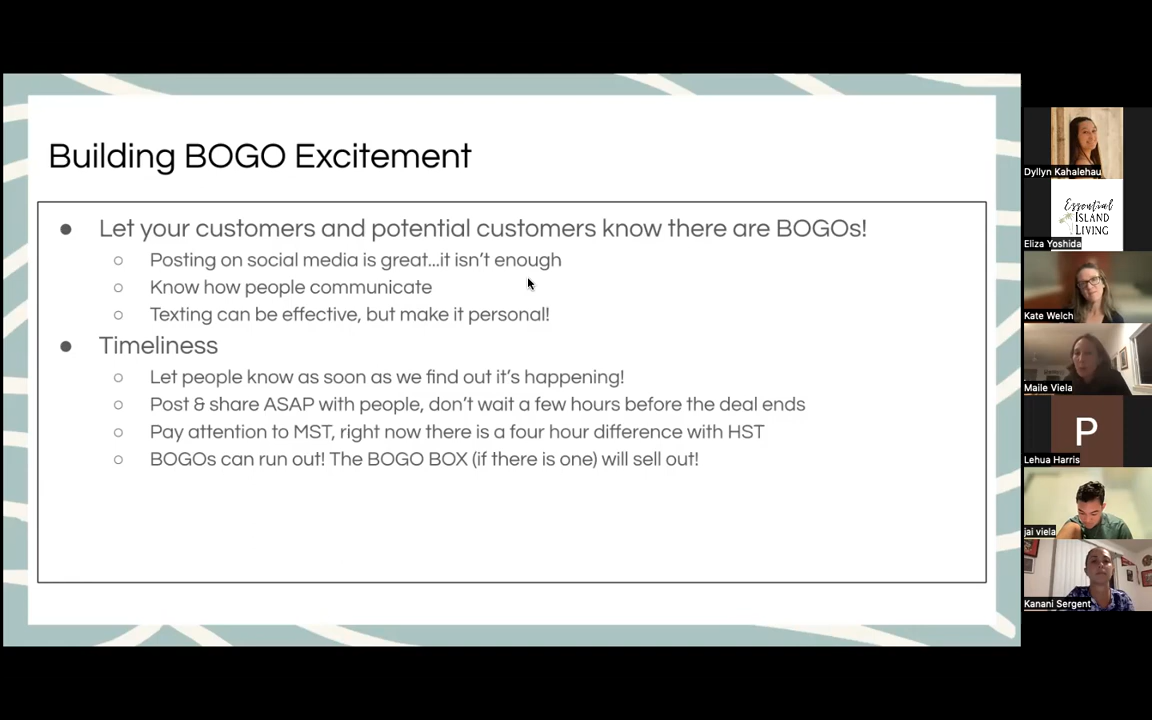 Building BOGO Excitement
● Let your customers and potential customers know there are BOGOs!
○ Posting on social media is great...it isn't enough
○ Know how people communicate
○ Texting can be effective, but make it personal!
● Timeliness
○ Let people know as soon as we find out it's happening!
○ Post & share ASAP with people, don't wait a few hours before the deal ends
○ Pay attention to MST, right now there is a four hour difference with HST
○ BOGOs can run out! The BOGO BOX (if there is one) will sell out!
Dyllyn Kahalehau
Essential
ISLAND
LIVING
Eliza Yoshida
Kate Welch
Maile Viela
P
Lehua Harris
jai viela
Kanani Sergent